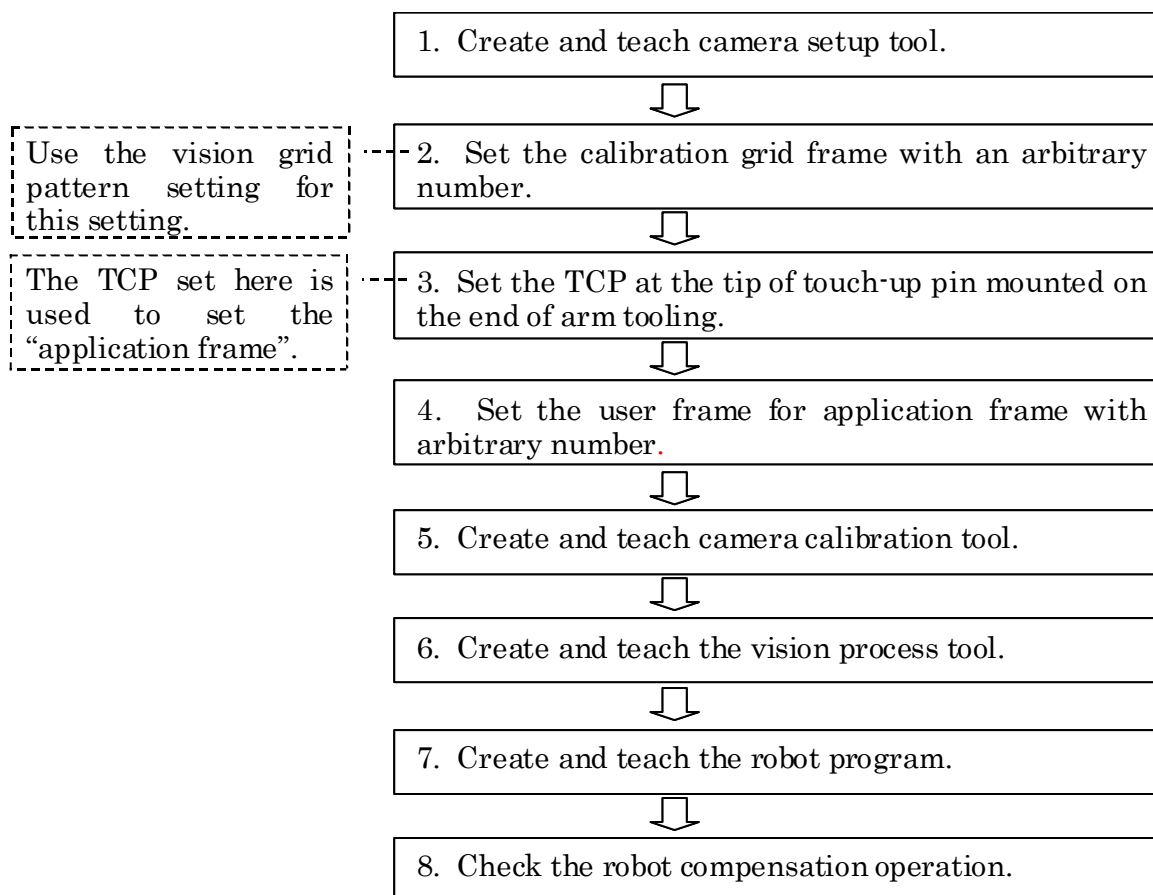 1. Create and teach camera setup tool.
Use the vision grid
pattern setting for
this setting.
2. Set the calibration grid frame with an arbitrary
number.
The TCP set here is
used to set the
“application frame”.
3. Set the TCP at the tip of touch-up pin mounted on
the end of arm tooling.
4. Set the user frame for application frame with
arbitrary number.
5. Create and teach camera calibration tool.
6. Create and teach the vision process tool.
7. Create and teach the robot program.
8. Check the robot compensation operation.